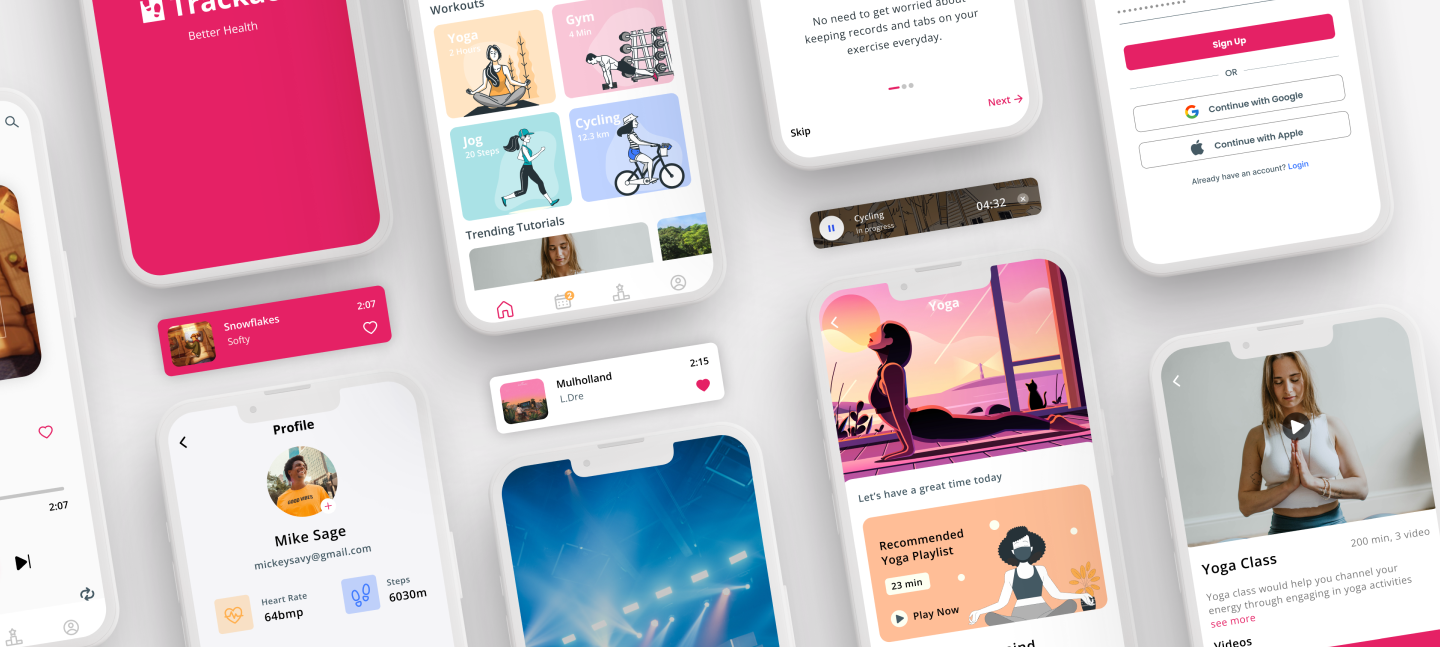 Better Health
Snowflakes
Softy
2:07
2:07
Profile
GOOD VIBES
Mike Sage
mickeysavy@gmail.com
Heart Rate
64bmp
Steps
6030m
Workouts
Yoga
2 Hours
Gym
4 Min
Jog
20 Steps
Cycling
12.3 km
Trending Tutorials
2
Mulholland
L.Dre
2:15
No need to get worried about
keeping records and tabs on your
exercise everyday.
Next
Skip
Cycling
In progress
04:32
Yoga
Let's have a great time today
Recommended
Yoga Playlist
23 min
Play Now
Sign Up
OR
Continue with Google
Continue with Apple
Already have an account? Login
Yoga Class
200 min, 3 video
Yoga class would help you channel your
energy through engaging in yoga activities
see more
Videos